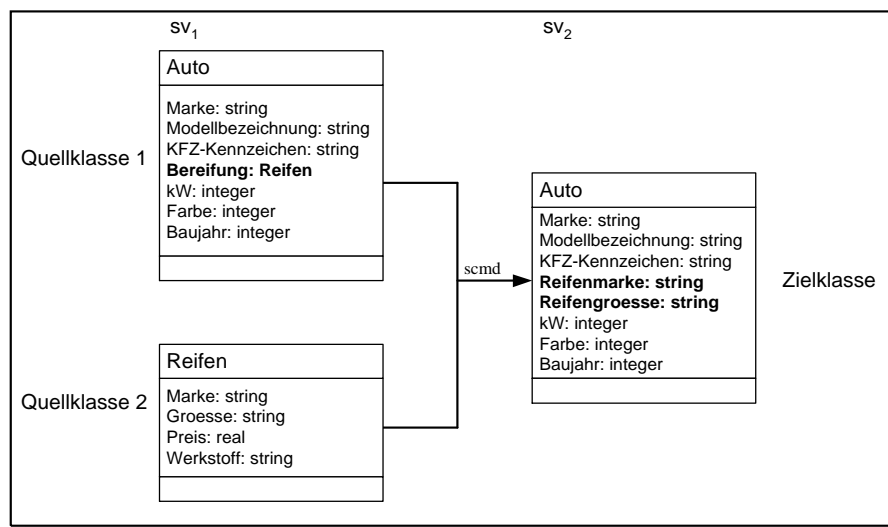 sv1
sv2
Quellklasse 1
Auto
Marke: string
Modellbezeichnung: string
KFZ-Kennzeichen: string
Bereifung: Reifen
kW: integer
Farbe: integer
Baujahr: integer
Quellklasse 2
Reifen
Marke: string
Groesse: string
Preis: real
Werkstoff: string
scmd
Auto
Marke: string
Modellbezeichnung: string
KFZ-Kennzeichen: string
Reifenmarke: string
Reifengroesse: string
kW: integer
Farbe: integer
Baujahr: integer
Zielklasse